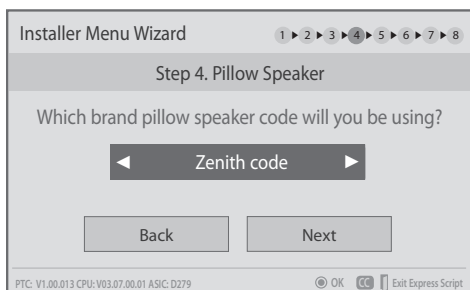 Installer Menu Wizard 1 2 3 4 5 6 7 8
Step 4. Pillow Speaker
Which brand pillow speaker code will you be using?
Zenith code
Back Next
PTC: V1.00.013 CPU: V03.07.00.01 ASIC: D279 OK CC Exit Express Script